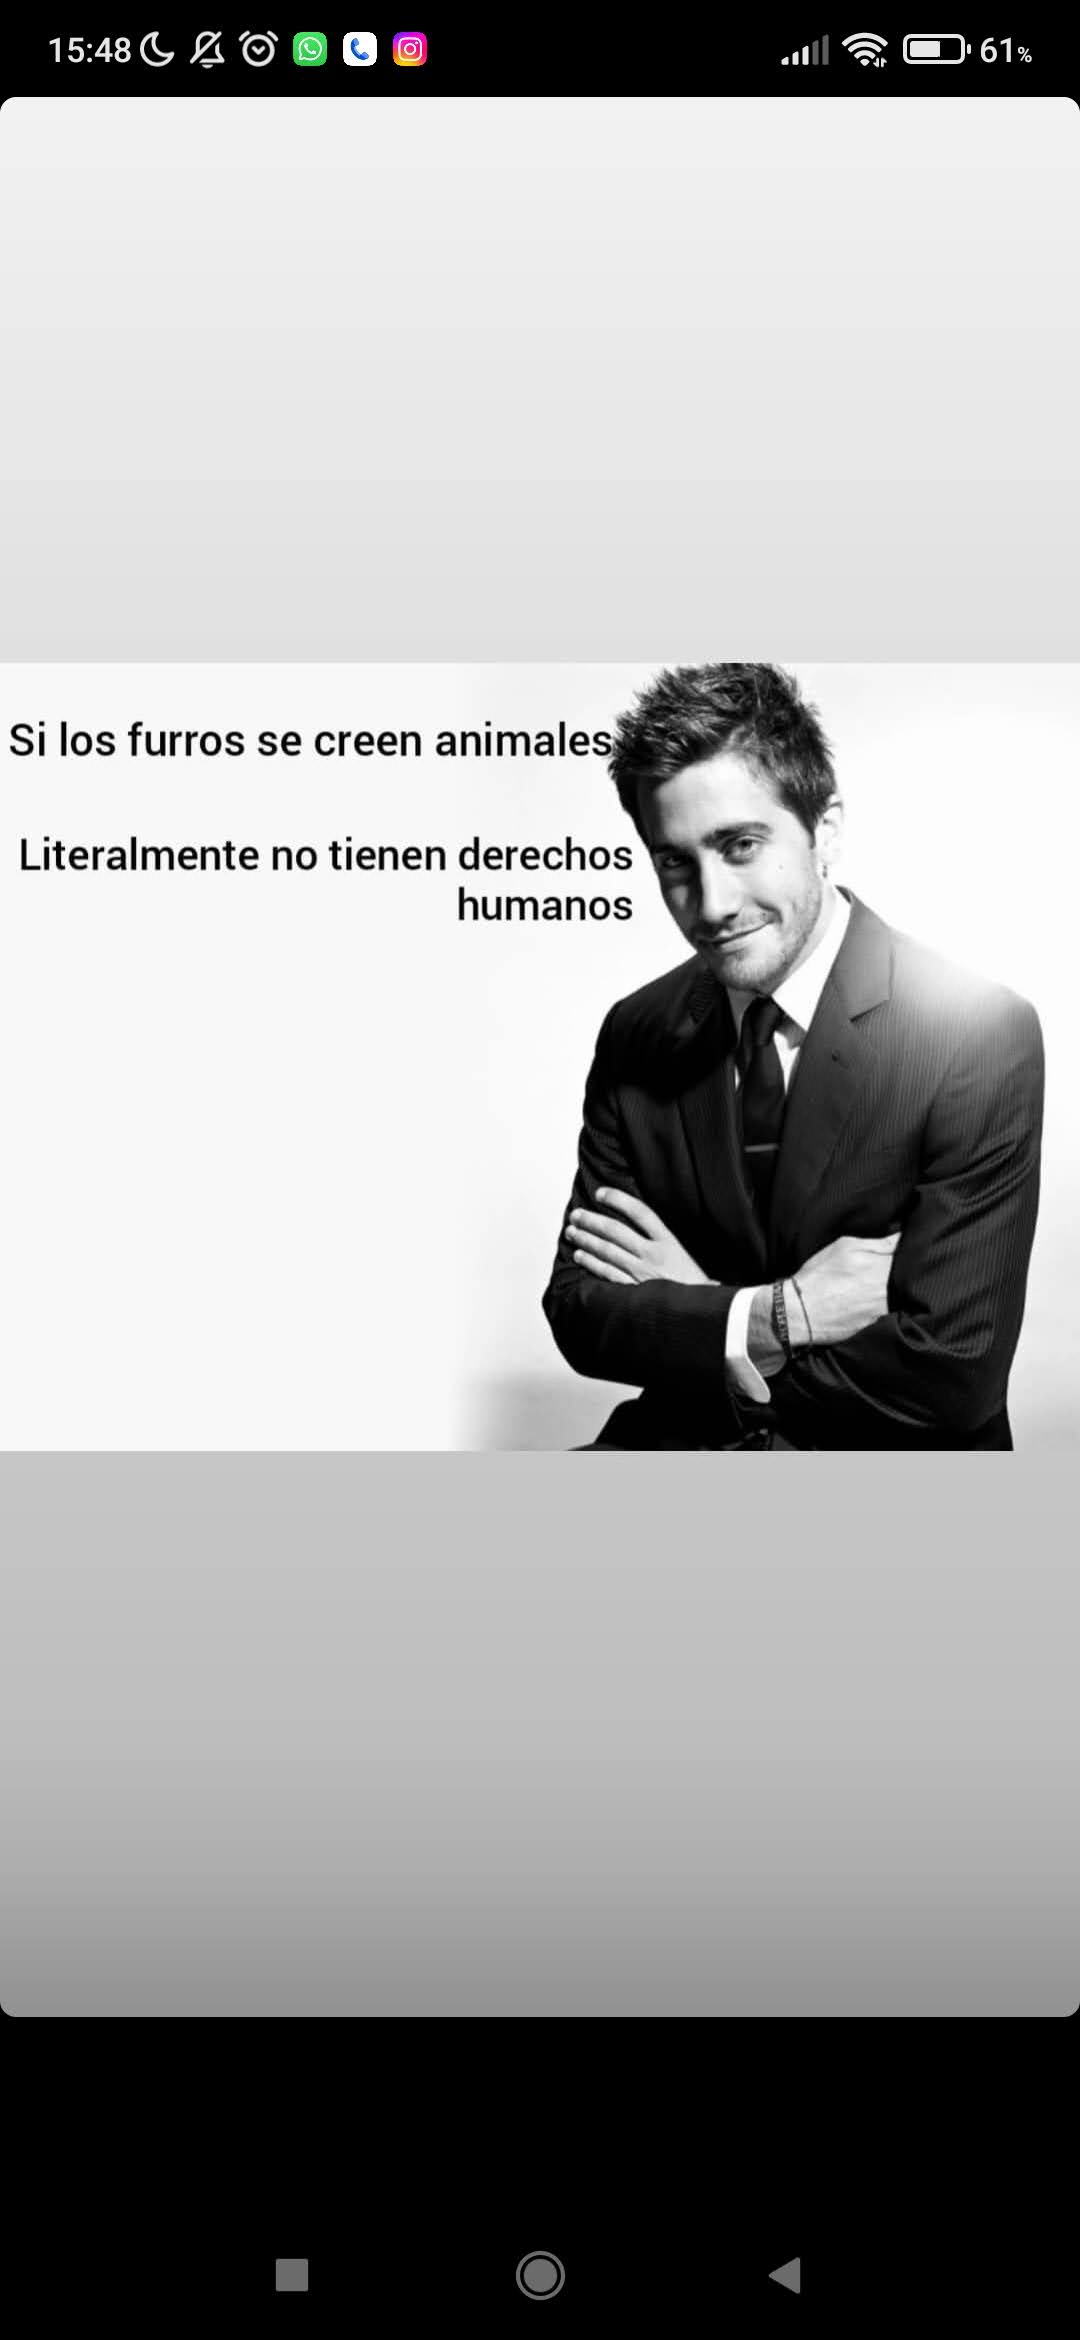 15:48
61%
Si los furros se creen animales
Literalmente no tienen derechos
humanos